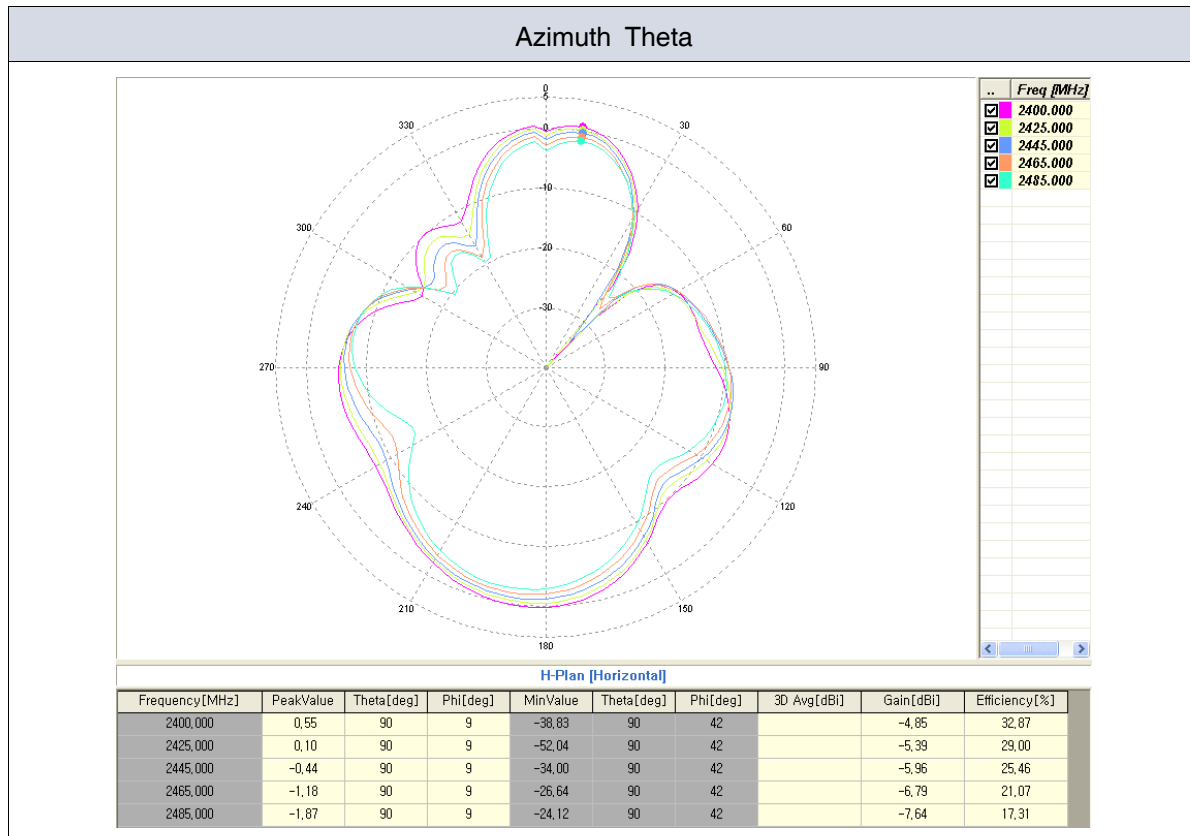 Azimuth Theta
0
5
0
-10
-20
-30
30
60
90
120
150
180
210
240
270
300
330
.. Freq [MHz]
2400.000
2425.000
2445.000
2465.000
2485.000
H-Plan [Horizontal]
Frequency[MHz] PeakValue Theta[deg] Phi[deg] MinValue Theta[deg] Phi[deg] 3D Avg[dBi] Gain[dBi] Efficiency[%]
2400,000 0,55 90 9 -38,83 90 42 -4,85 32,87
2425,000 0,10 90 9 -52,04 90 42 -5,39 29,00
2445,000 -0,44 90 9 -34,00 90 42 -5,96 25,46
2465,000 -1,18 90 9 -26,64 90 42 -6,79 21,07
2485,000 -1,87 90 9 -24,12 90 42 -7,64 17,31